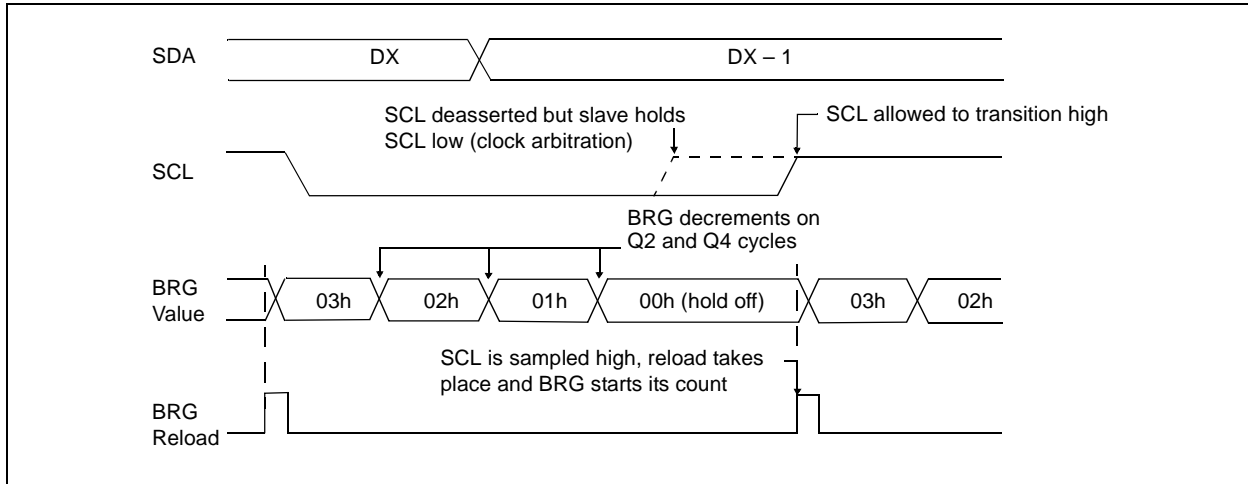 SDA
DX
DX – 1
SCL deasserted but slave holds
SCL low (clock arbitration)
SCL allowed to transition high
SCL
BRG decrements on
Q2 and Q4 cycles
BRG
Value
03h
02h
01h
00h (hold off)
03h
02h
SCL is sampled high, reload takes
place and BRG starts its count
BRG
Reload